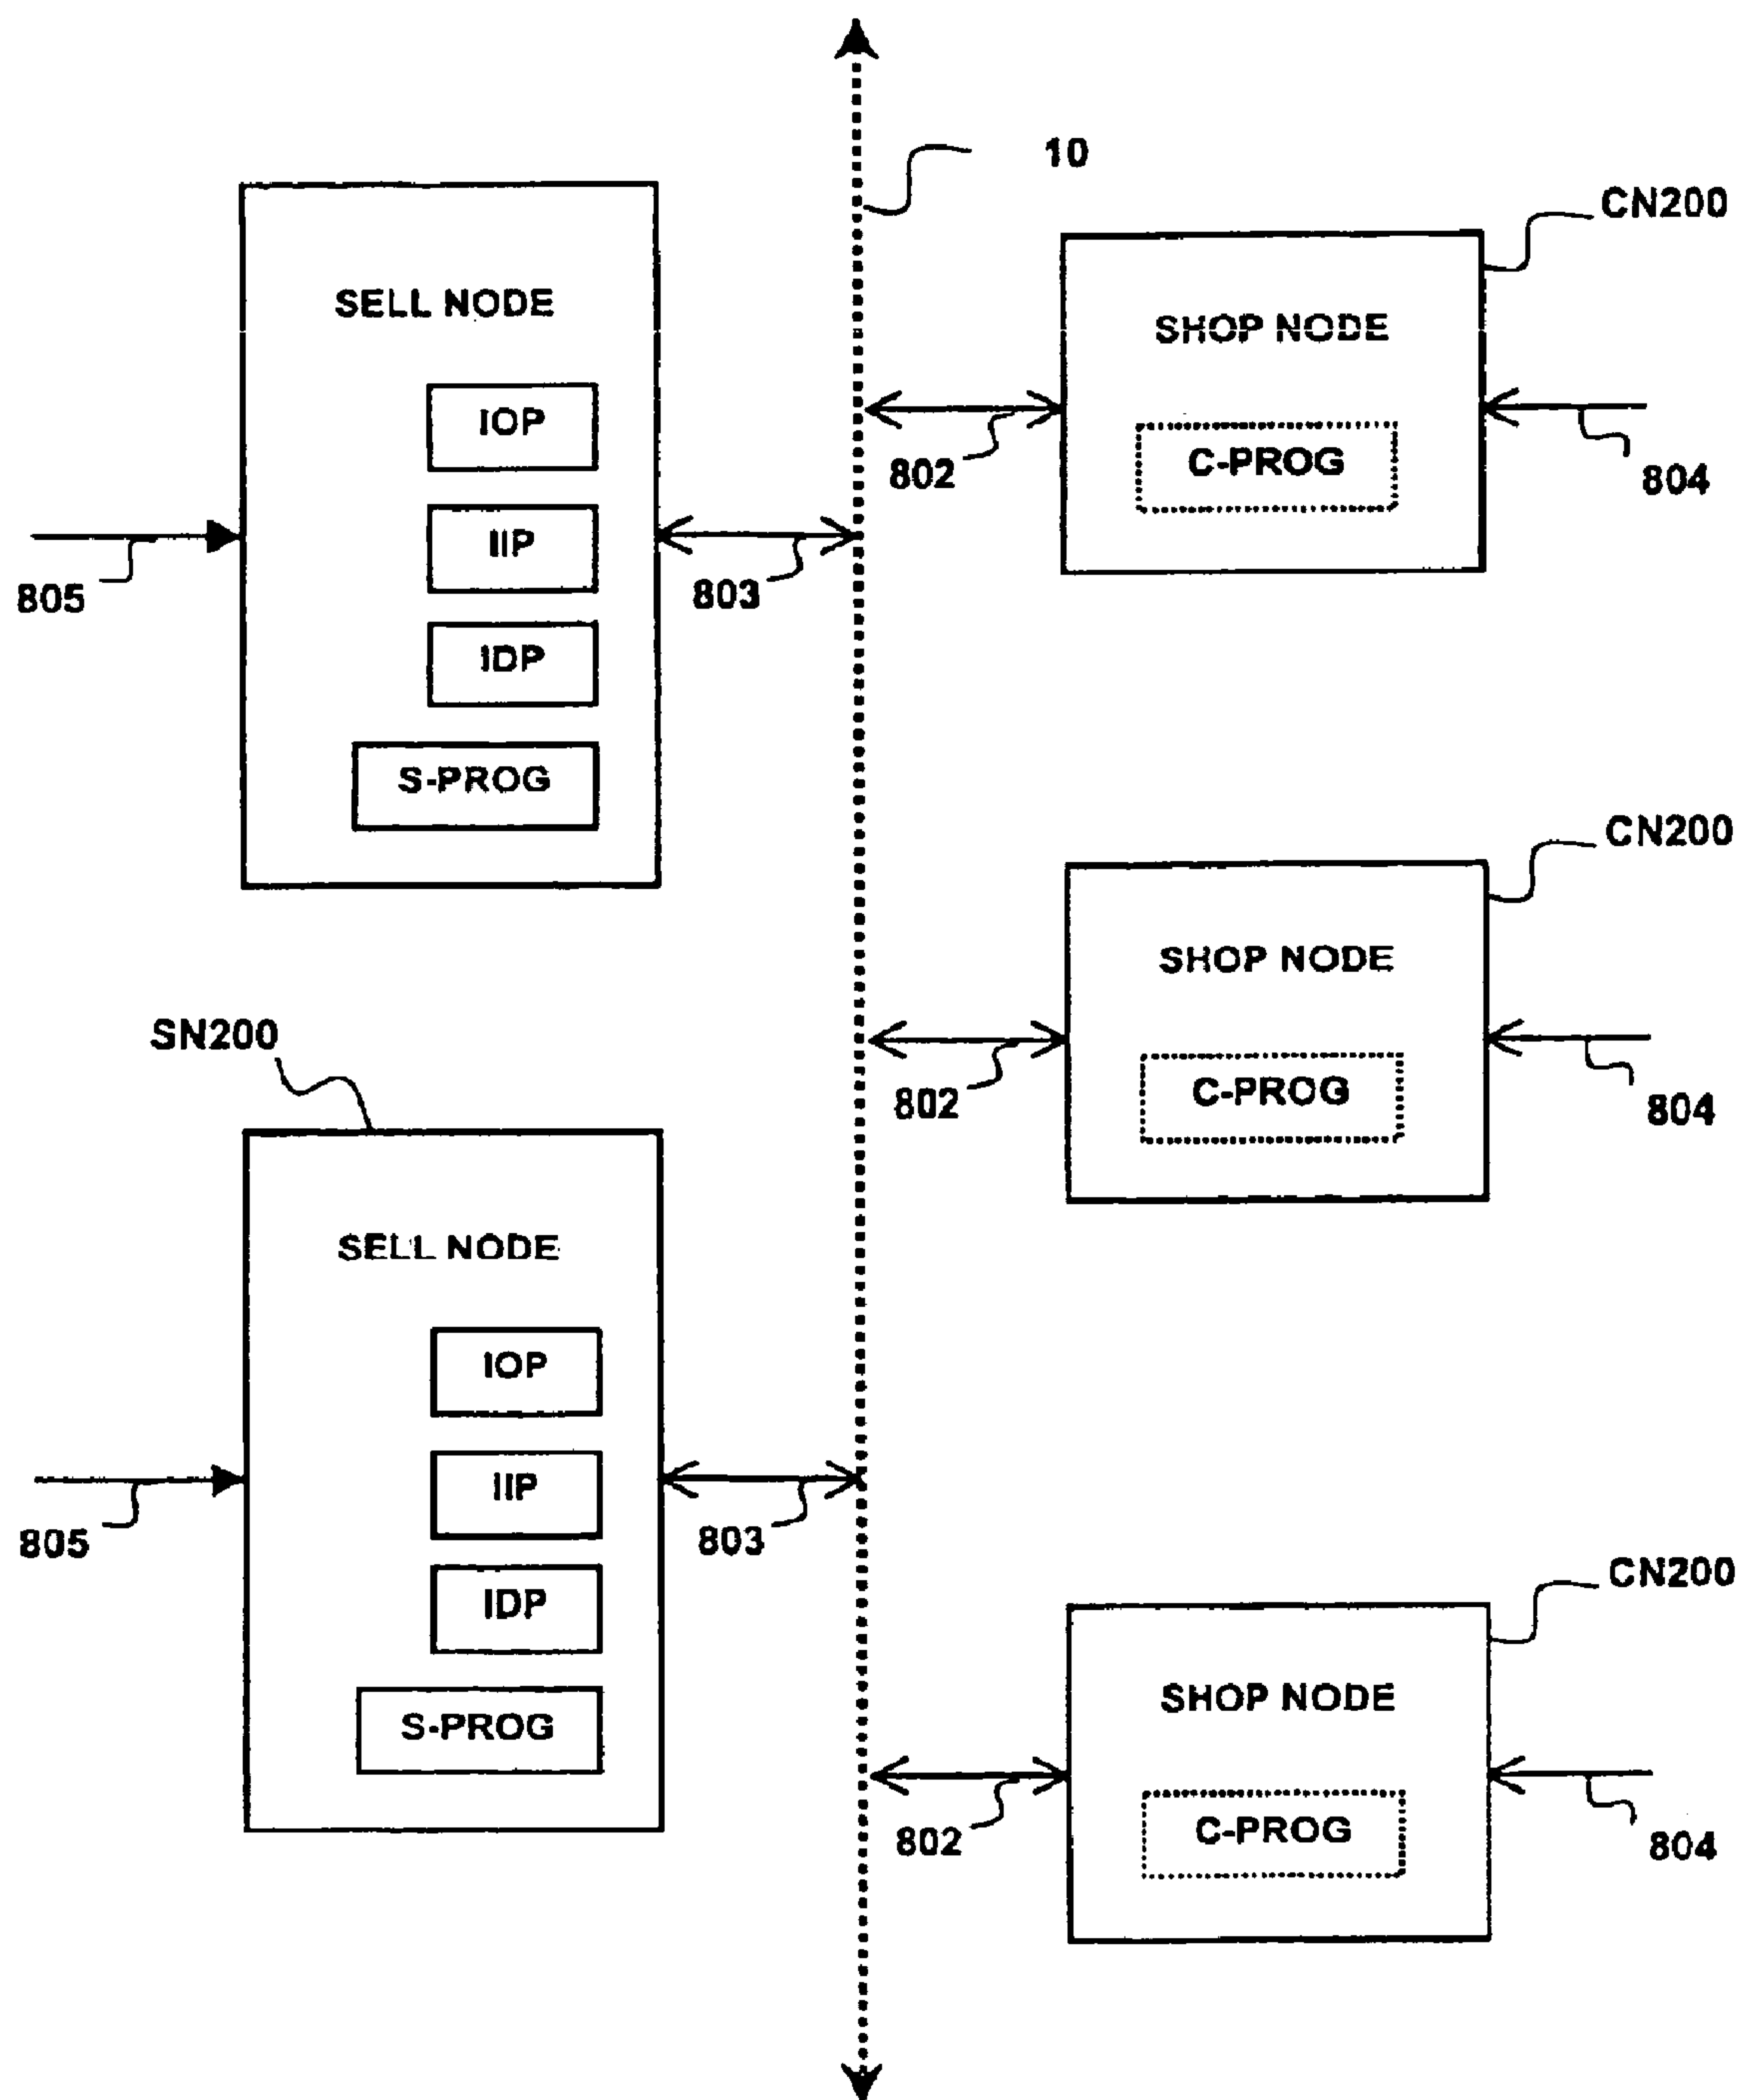 10
CN200
SELL NODE
IOP
IIP
IDP
S-PROG
805
803
SHOP NODE
C-PROG
802
804
CN200
SHOP NODE
C-PROG
802
804
SN200
SELL NODE
IOP
IIP
IDP
S-PROG
805
803
CN200
SHOP NODE
C-PROG
802
804